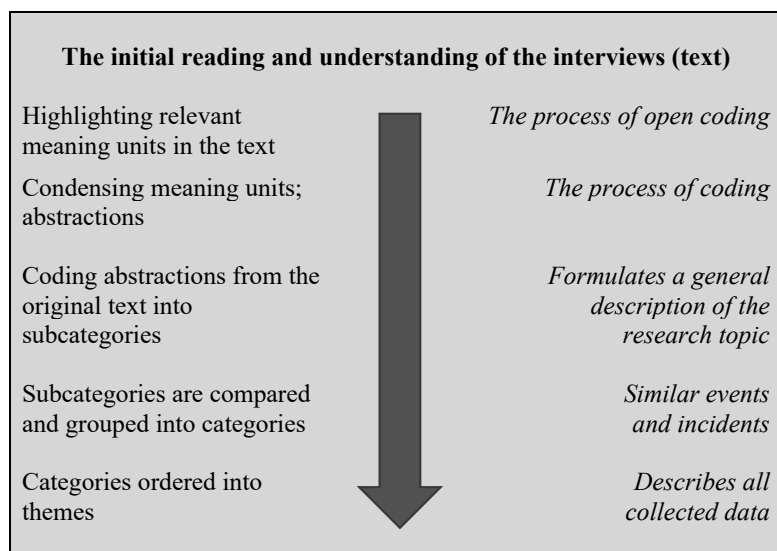 The initial reading and understanding of the interviews (text)
Highlighting relevant
meaning units in the text
The process of open coding
Condensing meaning units;
abstractions
The process of coding
Coding abstractions from the
original text into
subcategories
Formulates a general
description of the
research topic
Subcategories are compared
and grouped into categories
Similar events
and incidents
Categories ordered into
themes
Describes all
collected data